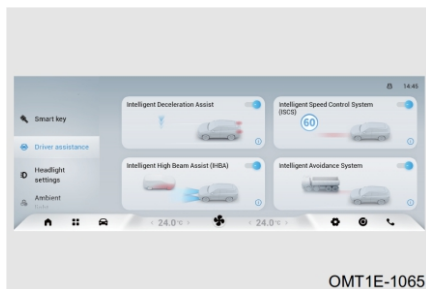 14:45
Smart key
Driver assistance
Headlight
settings
Ambient
Intelligent Deceleration Assist
Intelligent Speed Control System
(ISCS)
60
Intelligent High Beam Assist (IHBA)
Intelligent Avoidance System
24.0℃
24.0℃
OMT1E-1065